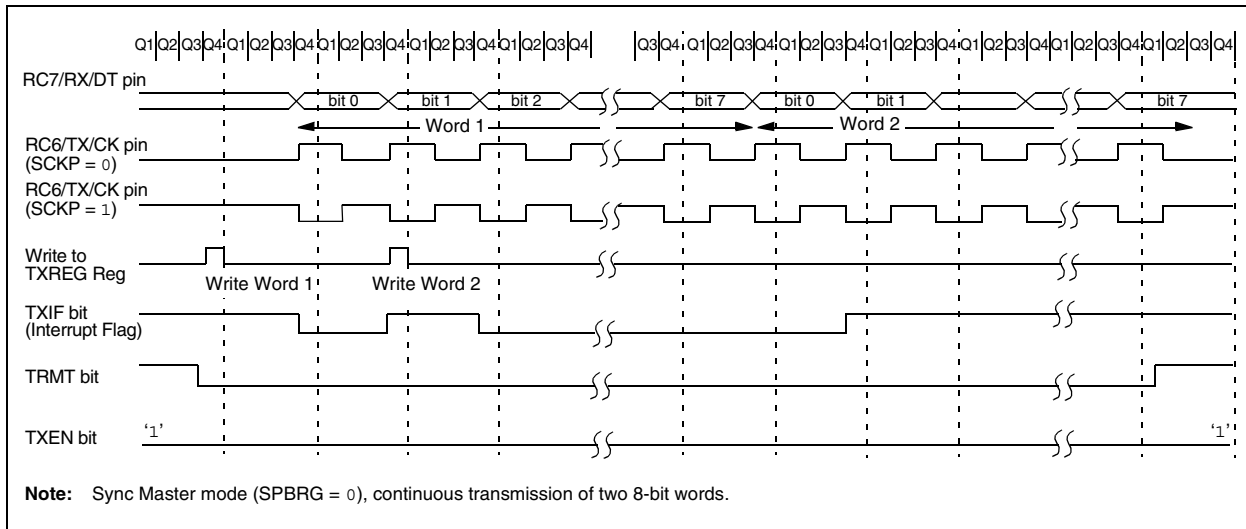 Q1 Q2 Q3 Q4 Q1 Q2 Q3 Q4 Q1 Q2 Q3 Q4 Q1 Q2 Q3 Q4 Q1 Q2 Q3 Q4 Q3 Q4 Q1 Q2 Q3 Q4 Q1 Q2 Q3 Q4 Q1 Q2 Q3 Q4 Q1 Q2 Q3 Q4 Q1 Q2 Q3 Q4 Q1 Q2 Q3 Q4
RC7/RX/DT pin
bit 0 bit 1 bit 2 bit 7 bit 0 bit 1 bit 7
Word 1 Word 2
RC6/TX/CK pin
(SCKP = 0)
RC6/TX/CK pin
(SCKP = 1)
Write to
TXREG Reg
Write Word 1 Write Word 2
TXIF bit
(Interrupt Flag)
TRMT bit
TXEN bit
‘1’ ‘1’
Note: Sync Master mode (SPBRG = 0), continuous transmission of two 8-bit words.